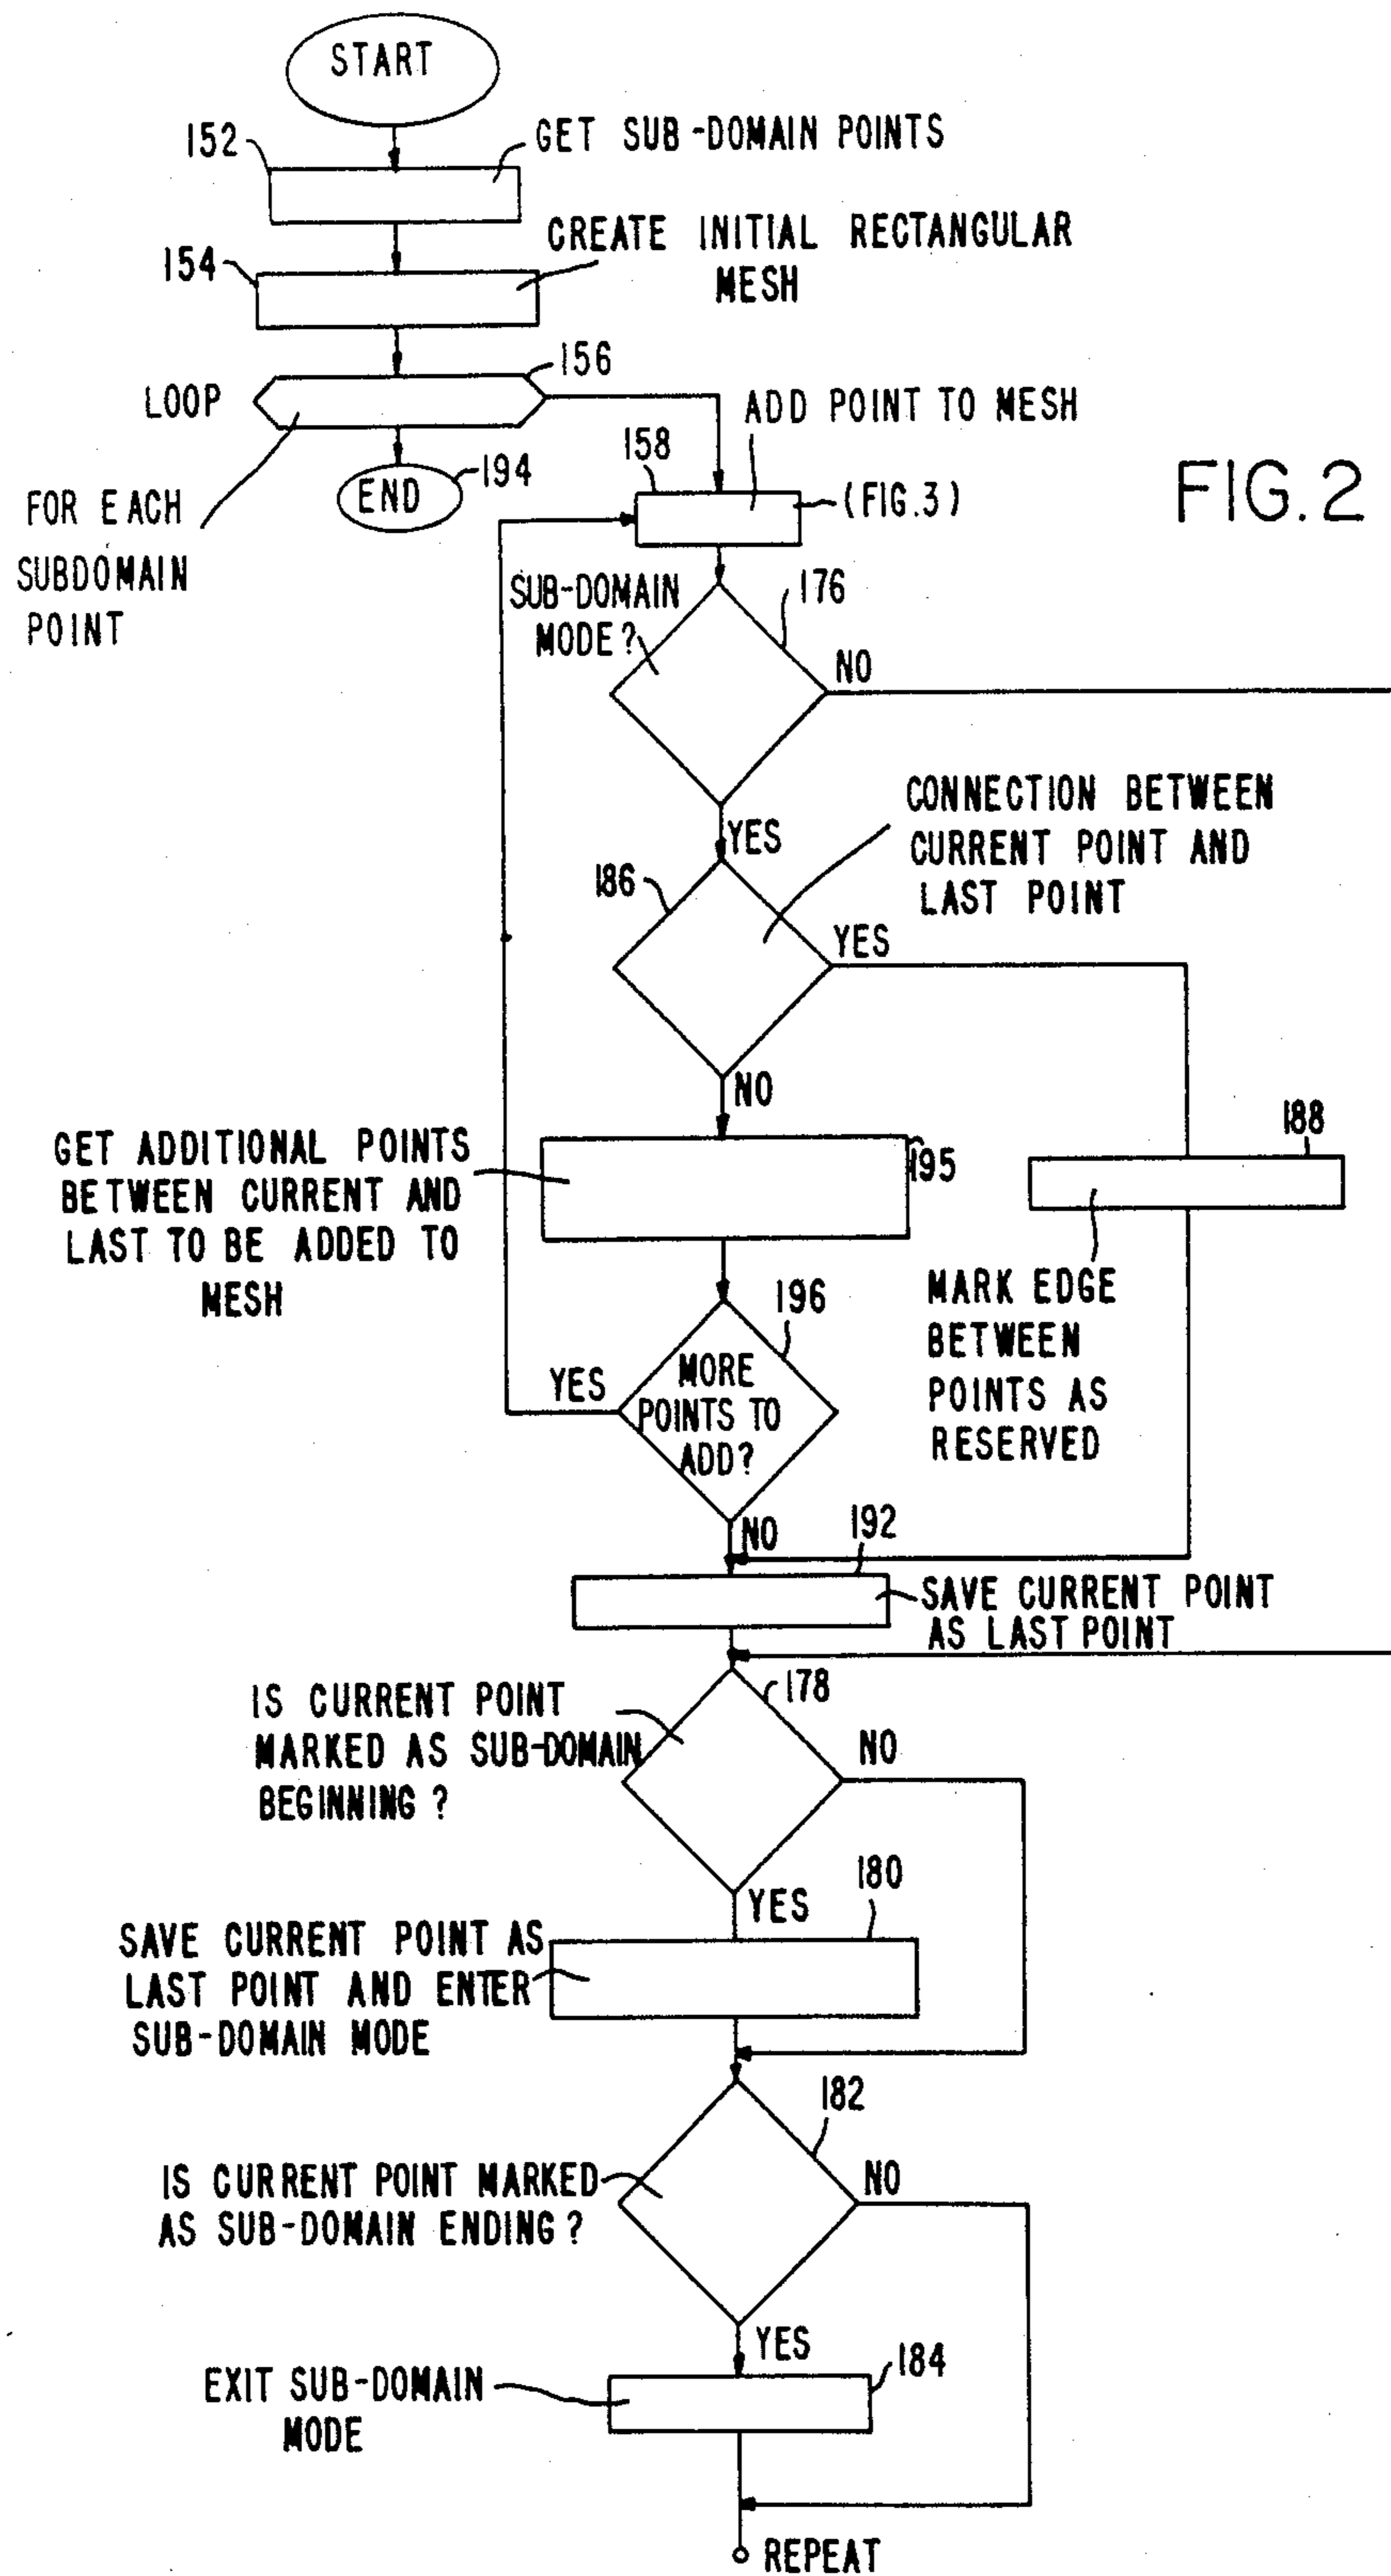 START
152
GET SUB-DOMAIN POINTS
154
CREATE INITIAL RECTANGULAR
MESH
LOOP
156
FOR EACH
SUBDOMAIN
POINT
END
194
ADD POINT TO MESH
158
(FIG.3)
FIG.2
SUB-DOMAIN
MODE?
176
NO
YES
CONNECTION BETWEEN
CURRENT POINT AND
LAST POINT
186
YES
NO
GET ADDITIONAL POINTS
BETWEEN CURRENT AND
LAST TO BE ADDED TO
MESH
195
188
MARK EDGE
BETWEEN
POINTS AS
RESERVED
196
MORE
POINTS TO
ADD?
YES
NO
192
SAVE CURRENT POINT
AS LAST POINT
178
IS CURRENT POINT
MARKED AS SUB-DOMAIN
BEGINNING?
NO
YES
180
SAVE CURRENT POINT AS
LAST POINT AND ENTER
SUB-DOMAIN MODE
182
IS CURRENT POINT MARKED
AS SUB-DOMAIN ENDING?
NO
YES
184
EXIT SUB-DOMAIN
MODE
REPEAT